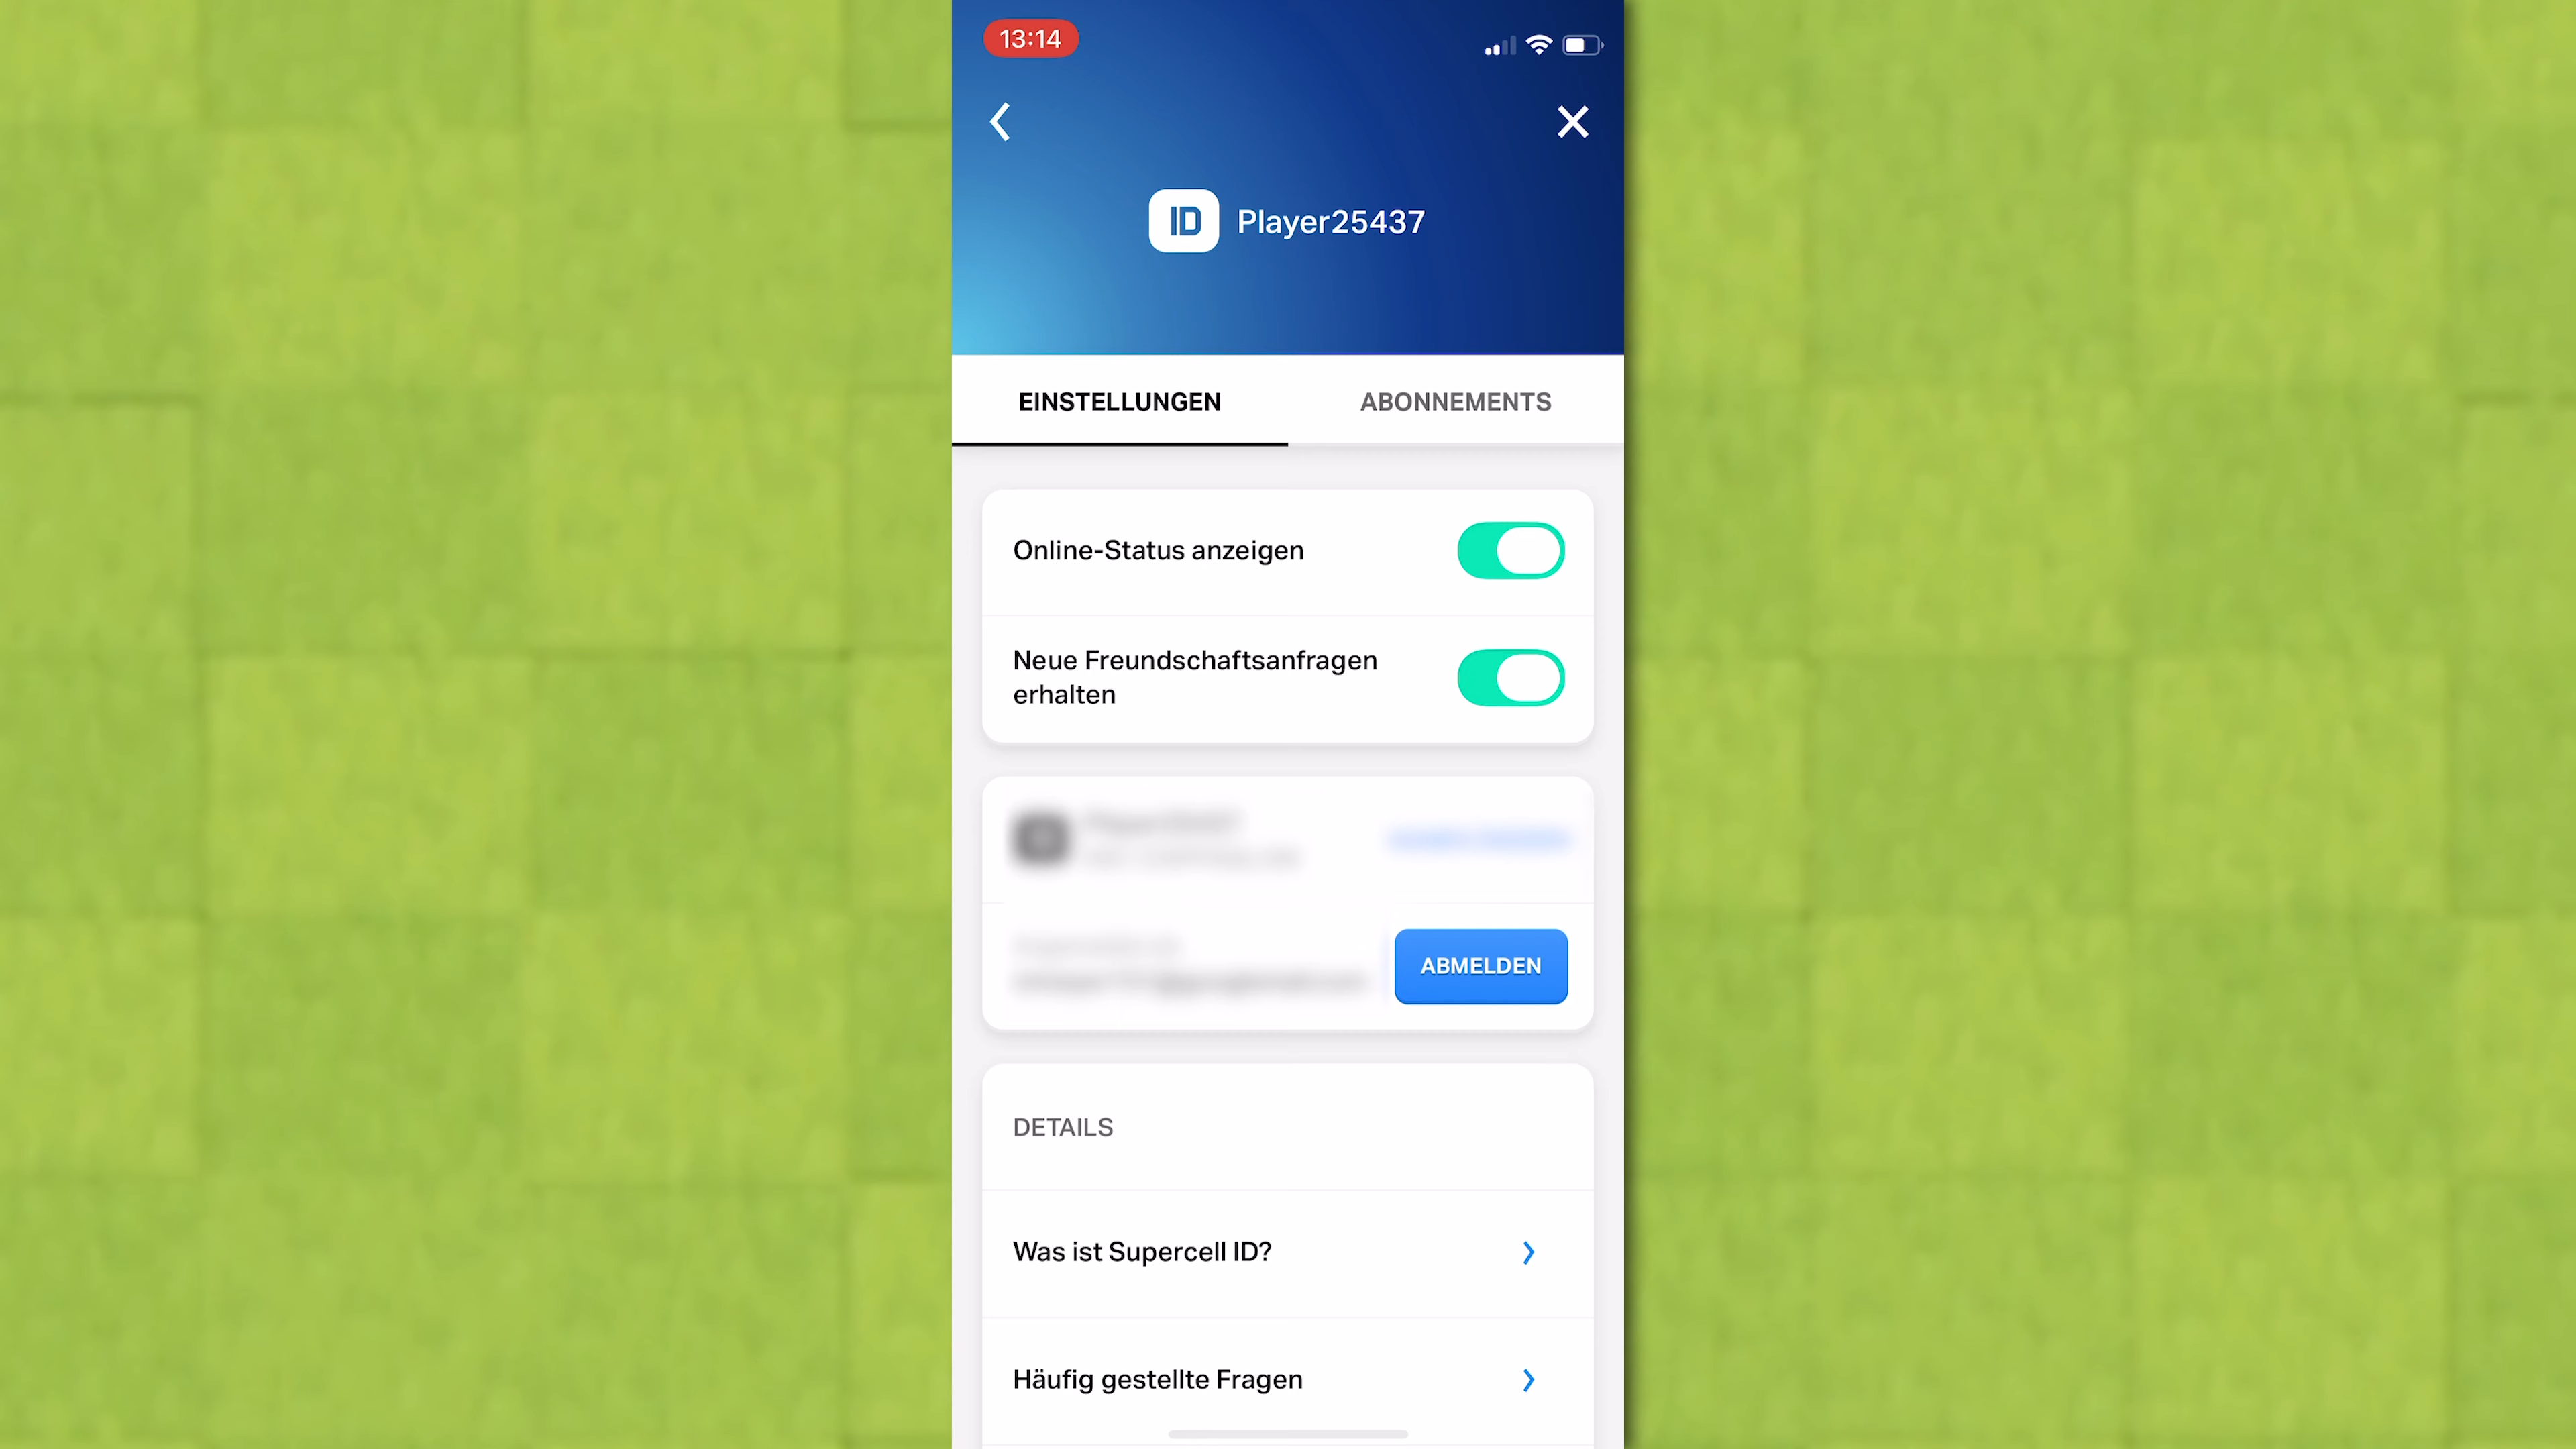 13:14
ID Player25437
EINSTELLUNGEN ABONNEMENTS
Online-Status anzeigen
Neue Freundschaftsanfragen
erhalten
ABMELDEN
DETAILS
Was ist Supercell ID?
Häufig gestellte Fragen